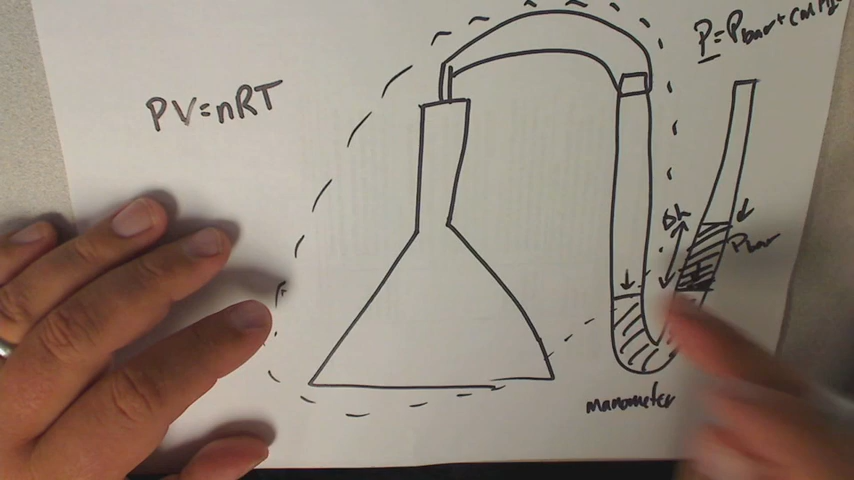 PV=nRT
P=Pbar+
Δh
Pbar
manometer